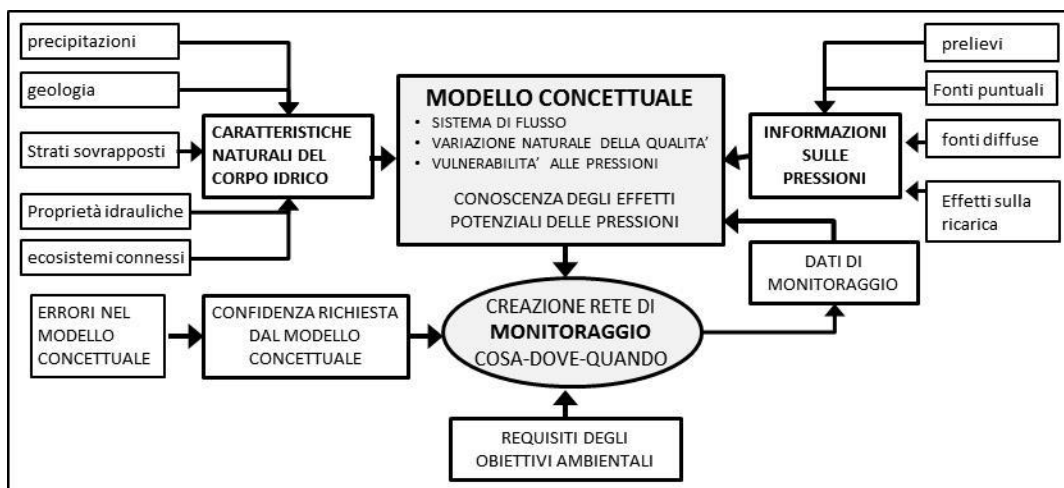 precipitazioni
geologia
Strati sovrapposti
Proprietà idrauliche
ecosistemi connessi
CARATTERISTICHE
NATURALI DEL
CORPO IDRICO
MODELLO CONCETTUALE
• SISTEMA DI FLUSSO
• VARIAZIONE NATURALE DELLA QUALITA’
• VULNERABILITA’ ALLE PRESSIONI
CONOSCENZA DEGLI EFFETTI
POTENZIALI DELLE PRESSIONI
INFORMAZIONI
SULLE
PRESSIONI
prelievi
Fonti puntuali
fonti diffuse
Effetti sulla
ricarica
DATI DI
MONITORAGGIO
ERRORI NEL
MODELLO
CONCETTUALE
CONFIDENZA RICHIESTA
DAL MODELLO
CONCETTUALE
CREAZIONE RETE DI
MONITORAGGIO
COSA-DOVE-QUANDO
REQUISITI DEGLI
OBIETTIVI AMBIENTALI